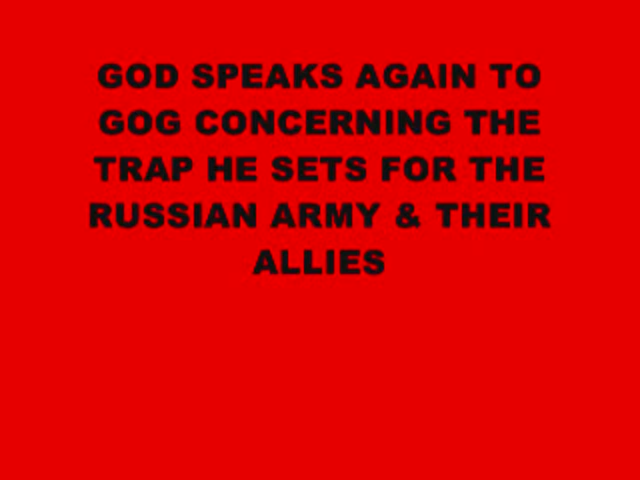 GOD SPEAKS AGAIN TO
GOG CONCERNING THE
TRAP HE SETS FOR THE
RUSSIAN ARMY & THEIR
ALLIES